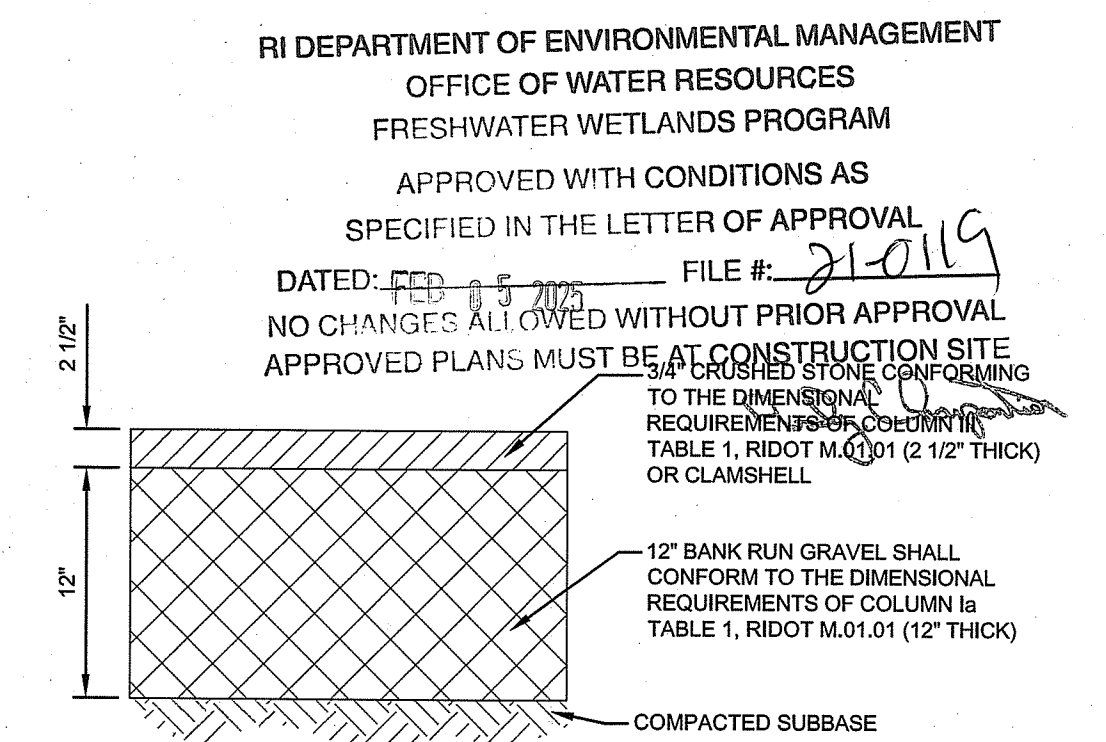 RI DEPARTMENT OF ENVIRONMENTAL MANAGEMENT
OFFICE OF WATER RESOURCES
FRESHWATER WETLANDS PROGRAM
APPROVED WITH CONDITIONS AS
SPECIFIED IN THE LETTER OF APPROVAL
DATED: FEB 05 2025 FILE #: 21-0119
NO CHANGES ALLOWED WITHOUT PRIOR APPROVAL
APPROVED PLANS MUST BE AT CONSTRUCTION SITE
2 1/2"
3/4" CRUSHED STONE CONFORMING
TO THE DIMENSIONAL
REQUIREMENTS OF COLUMN III
TABLE 1, RIDOT M.01.01 (2 1/2" THICK)
OR CLAMSHELL
12"
12" BANK RUN GRAVEL SHALL
CONFORM TO THE DIMENSIONAL
REQUIREMENTS OF COLUMN Ia
TABLE 1, RIDOT M.01.01 (12" THICK)
COMPACTED SUBBASE